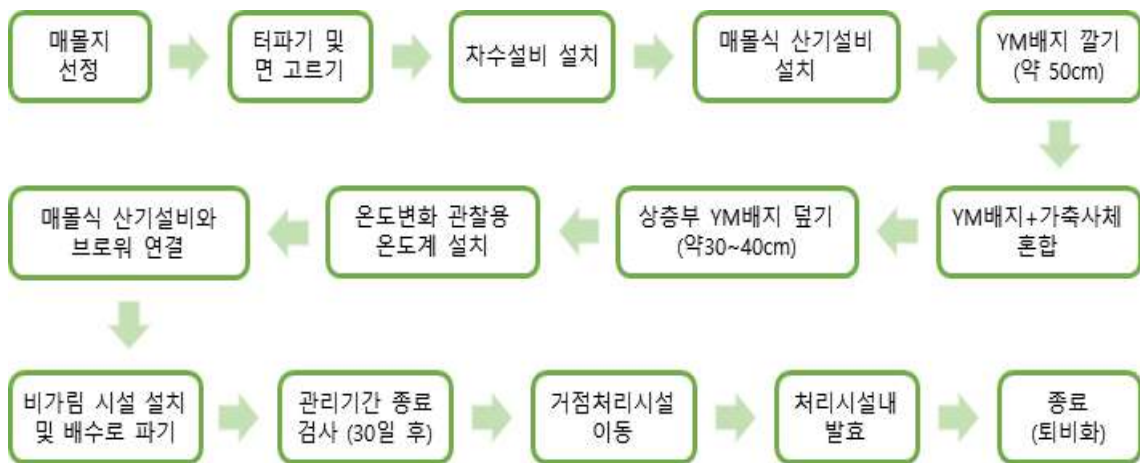 매몰지
선정
터파기 및
면 고르기
차수설비 설치
매몰식 산기설비
설치
YM배지 깔기
(약 50cm)
YM배지+가축사체
혼합
상층부 YM배지 덮기
(약30~40cm)
온도변화 관찰용
온도계 설치
매몰식 산기설비와
브로워 연결
비가림 시설 설치
및 배수로 파기
관리기간 종료
검사 (30일 후)
거점처리시설
이동
처리시설내
발효
종료
(퇴비화)